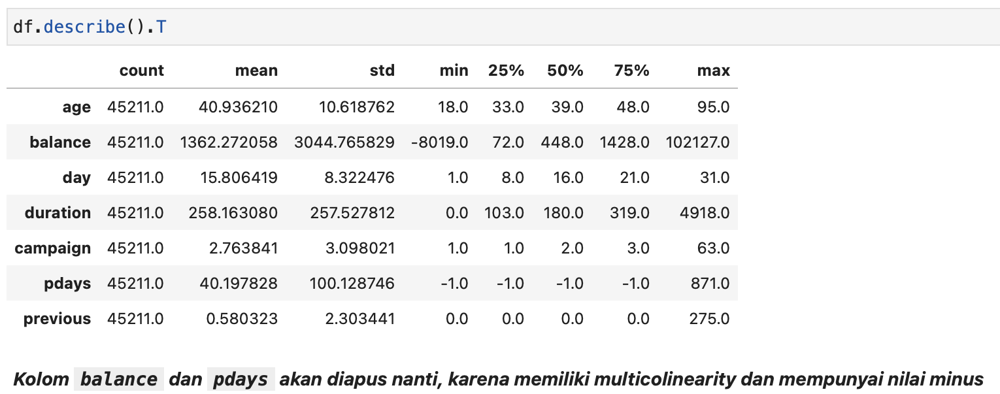 df.describe().T
count mean std min 25% 50% 75% max
age 45211.0 40.936210 10.618762 18.0 33.0 39.0 48.0 95.0
balance 45211.0 1362.272058 3044.765829 -8019.0 72.0 448.0 1428.0 102127.0
day 45211.0 15.806419 8.322476 1.0 8.0 16.0 21.0 31.0
duration 45211.0 258.163080 257.527812 0.0 103.0 180.0 319.0 4918.0
campaign 45211.0 2.763841 3.098021 1.0 1.0 2.0 3.0 63.0
pdays 45211.0 40.197828 100.128746 -1.0 -1.0 -1.0 -1.0 871.0
previous 45211.0 0.580323 2.303441 0.0 0.0 0.0 0.0 275.0
Kolom balance dan pdays akan diapus nanti, karena memiliki multicolinearity dan mempunyai nilai minus